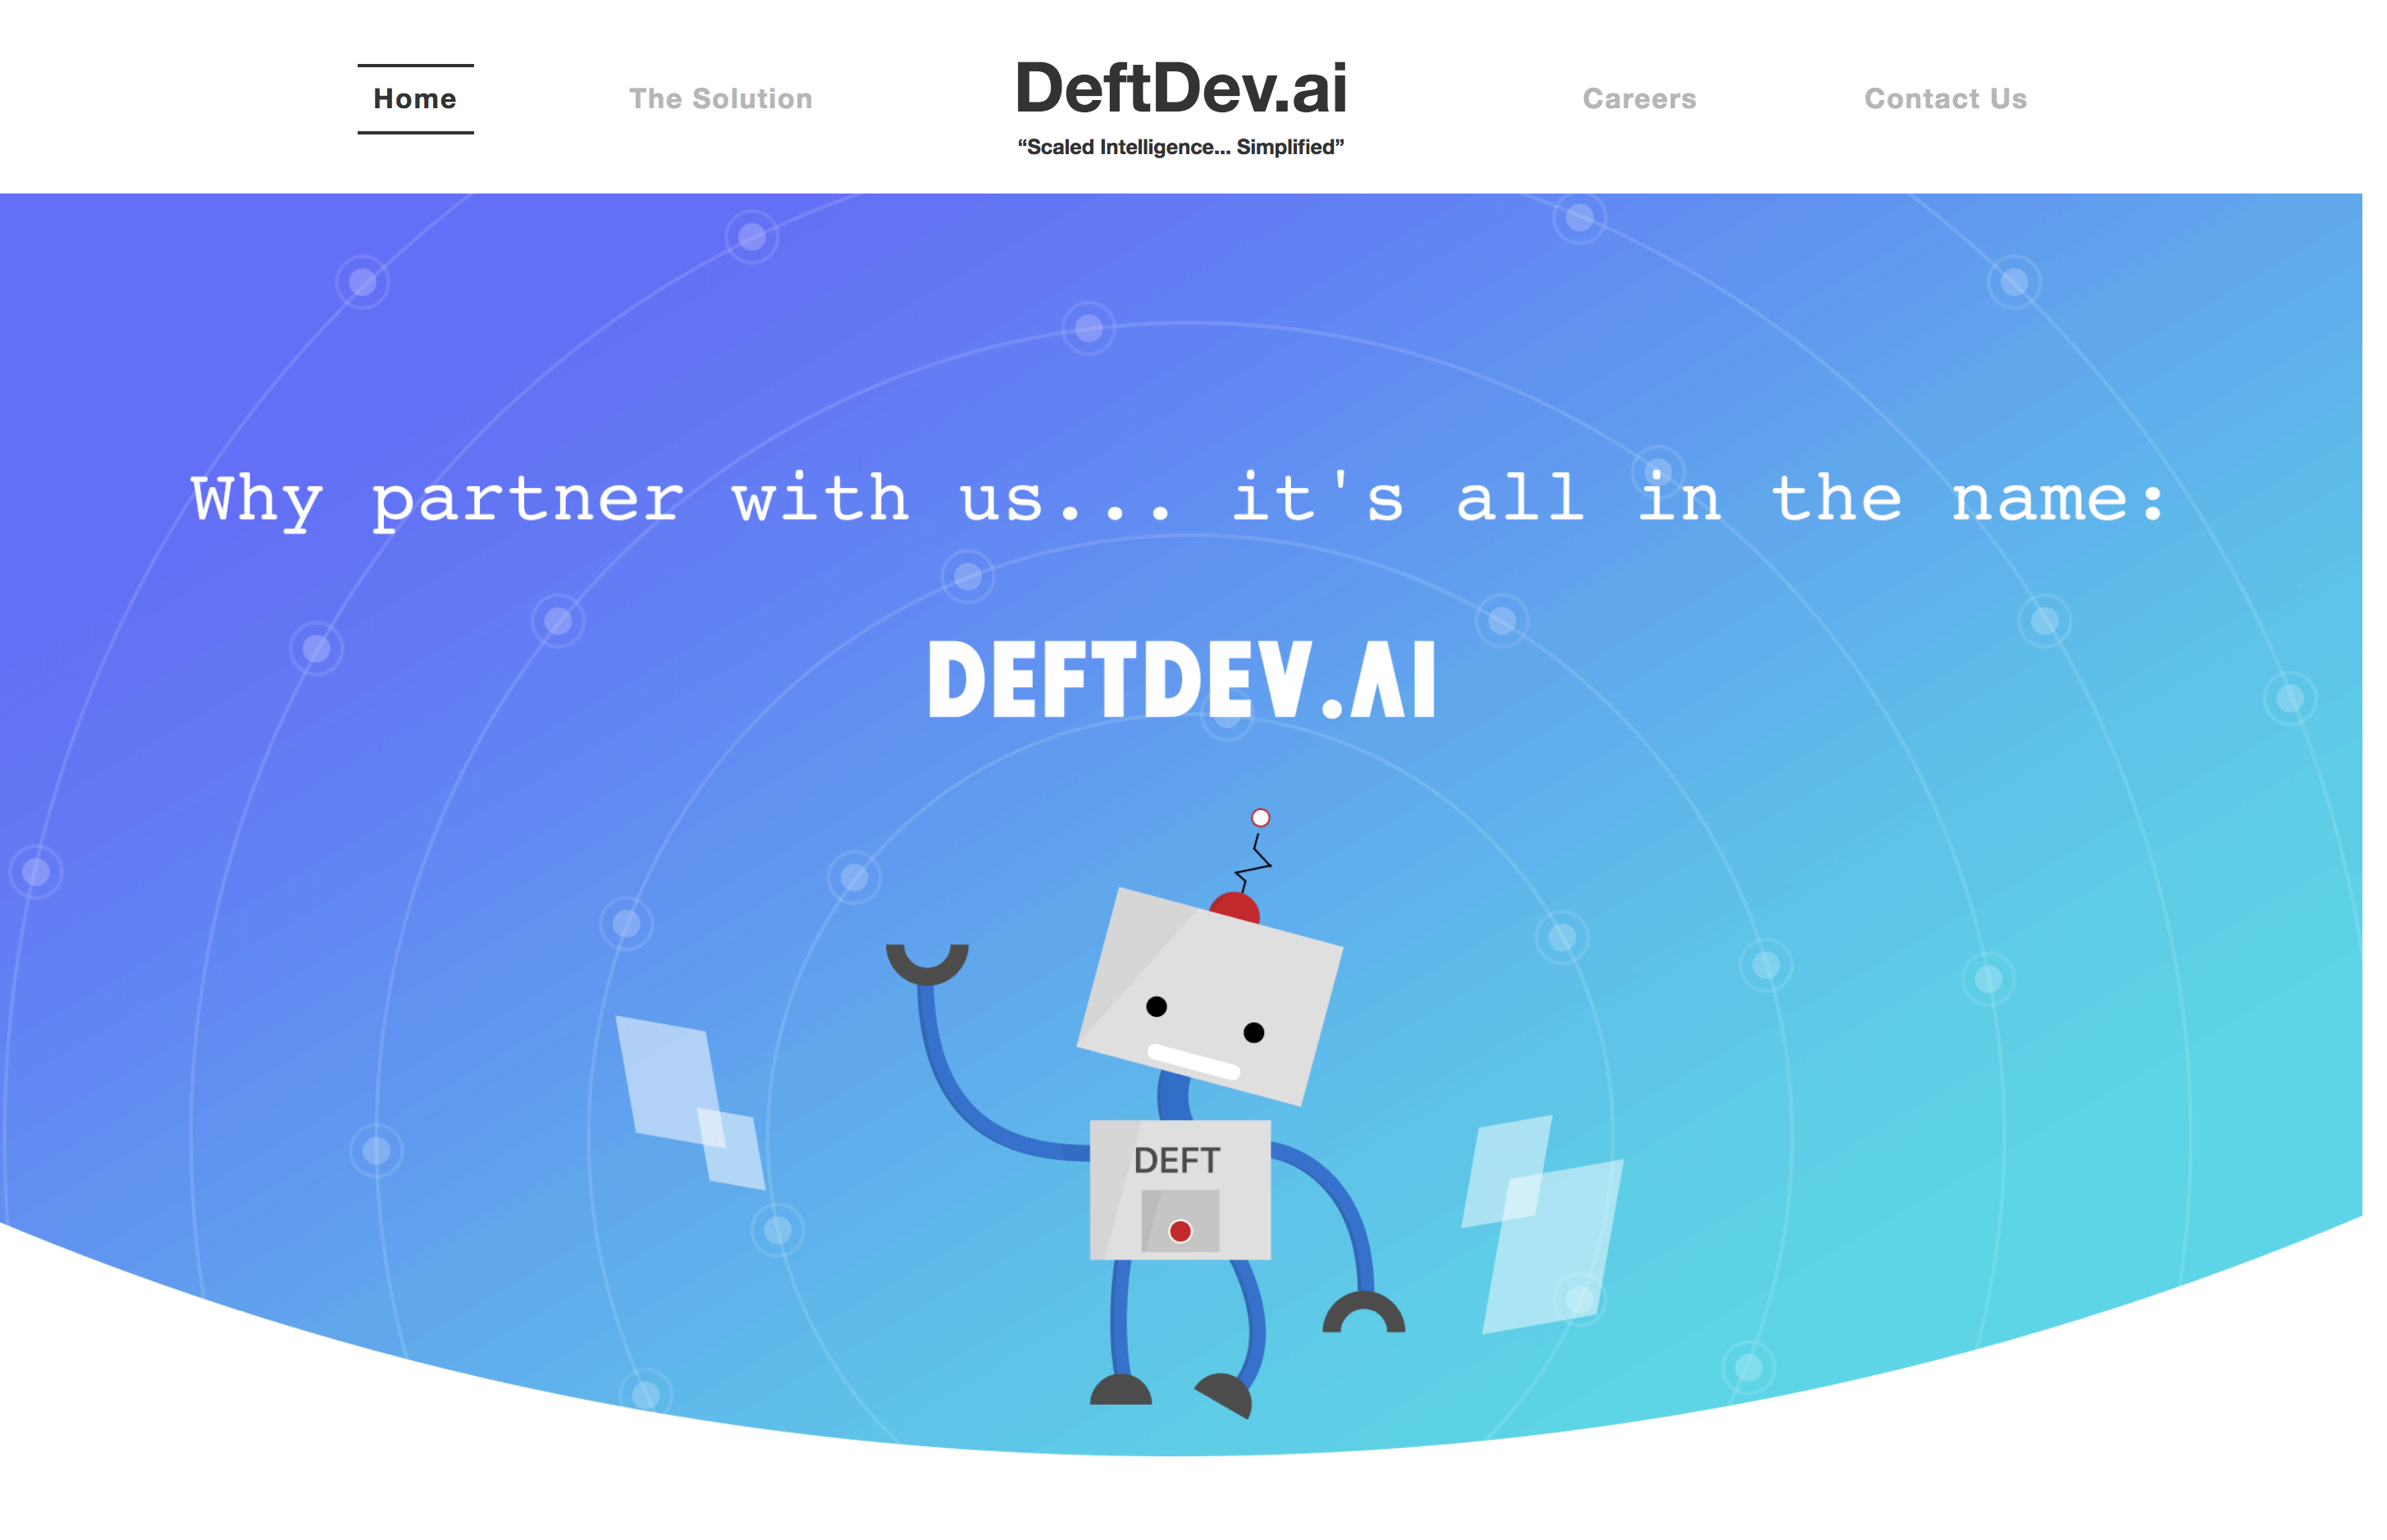 Home
The Solution
DeftDev.ai
“Scaled Intelligence... Simplified”
Careers
Contact Us
Why partner with us... it's all in the name:
DEFTDEV.AI
DEFT